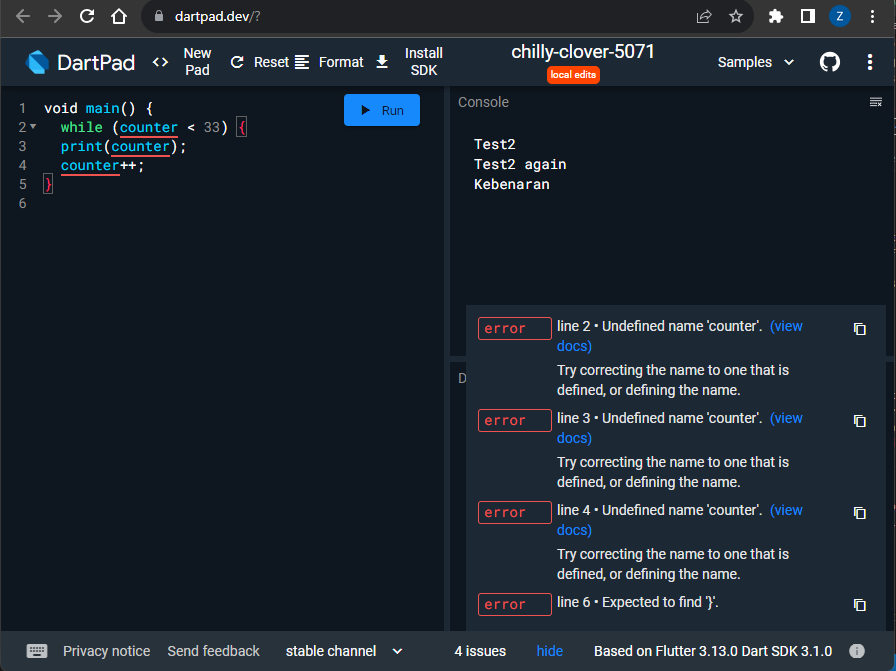 dartpad.dev/?
DartPad
<> New Pad
Reset
Format
Install SDK
chilly-clover-5071
local edits
Samples
Z
1 void main() {
2 while (counter < 33) {
3 print(counter);
4 counter++;
5 }
6
Run
Console
Test2
Test2 again
Kebenaran
D
error line 2 • Undefined name 'counter'. (view
docs)
Try correcting the name to one that is
defined, or defining the name.
error line 3 • Undefined name 'counter'. (view
docs)
Try correcting the name to one that is
defined, or defining the name.
error line 4 • Undefined name 'counter'. (view
docs)
Try correcting the name to one that is
defined, or defining the name.
error line 6 • Expected to find '}'.
Privacy notice Send feedback stable channel 4 issues hide Based on Flutter 3.13.0 Dart SDK 3.1.0